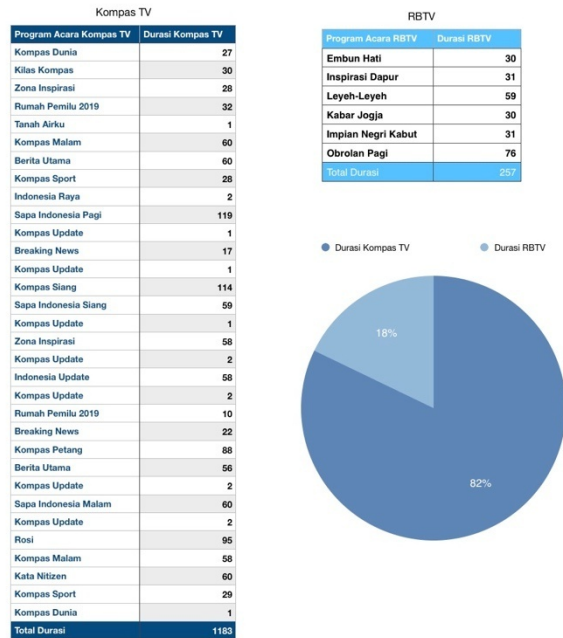 Kompas TV
Program Acara Kompas TV Durasi Kompas TV
Kompas Dunia 27
Kilas Kompas 30
Zona Inspirasi 28
Rumah Pemilu 2019 32
Tanah Airku 1
Kompas Malam 60
Berita Utama 60
Kompas Sport 28
Indonesia Raya 2
Sapa Indonesia Pagi 119
Kompas Update 1
Breaking News 17
Kompas Update 1
Kompas Siang 114
Sapa Indonesia Siang 59
Kompas Update 1
Zona Inspirasi 58
Kompas Update 2
Indonesia Update 58
Kompas Update 2
Rumah Pemilu 2019 10
Breaking News 22
Kompas Petang 88
Berita Utama 56
Kompas Update 2
Sapa Indonesia Malam 60
Kompas Update 2
Rosi 95
Kompas Malam 58
Kata Nitizen 60
Kompas Sport 29
Kompas Dunia 1
Total Durasi 1183
RBTV
Program Acara RBTV Durasi RBTV
Embun Hati 30
Inspirasi Dapur 31
Leyeh-Leyeh 59
Kabar Jogja 30
Impian Negri Kabut 31
Obrolan Pagi 76
Total Durasi 257
Durasi Kompas TV Durasi RBTV
18%
82%